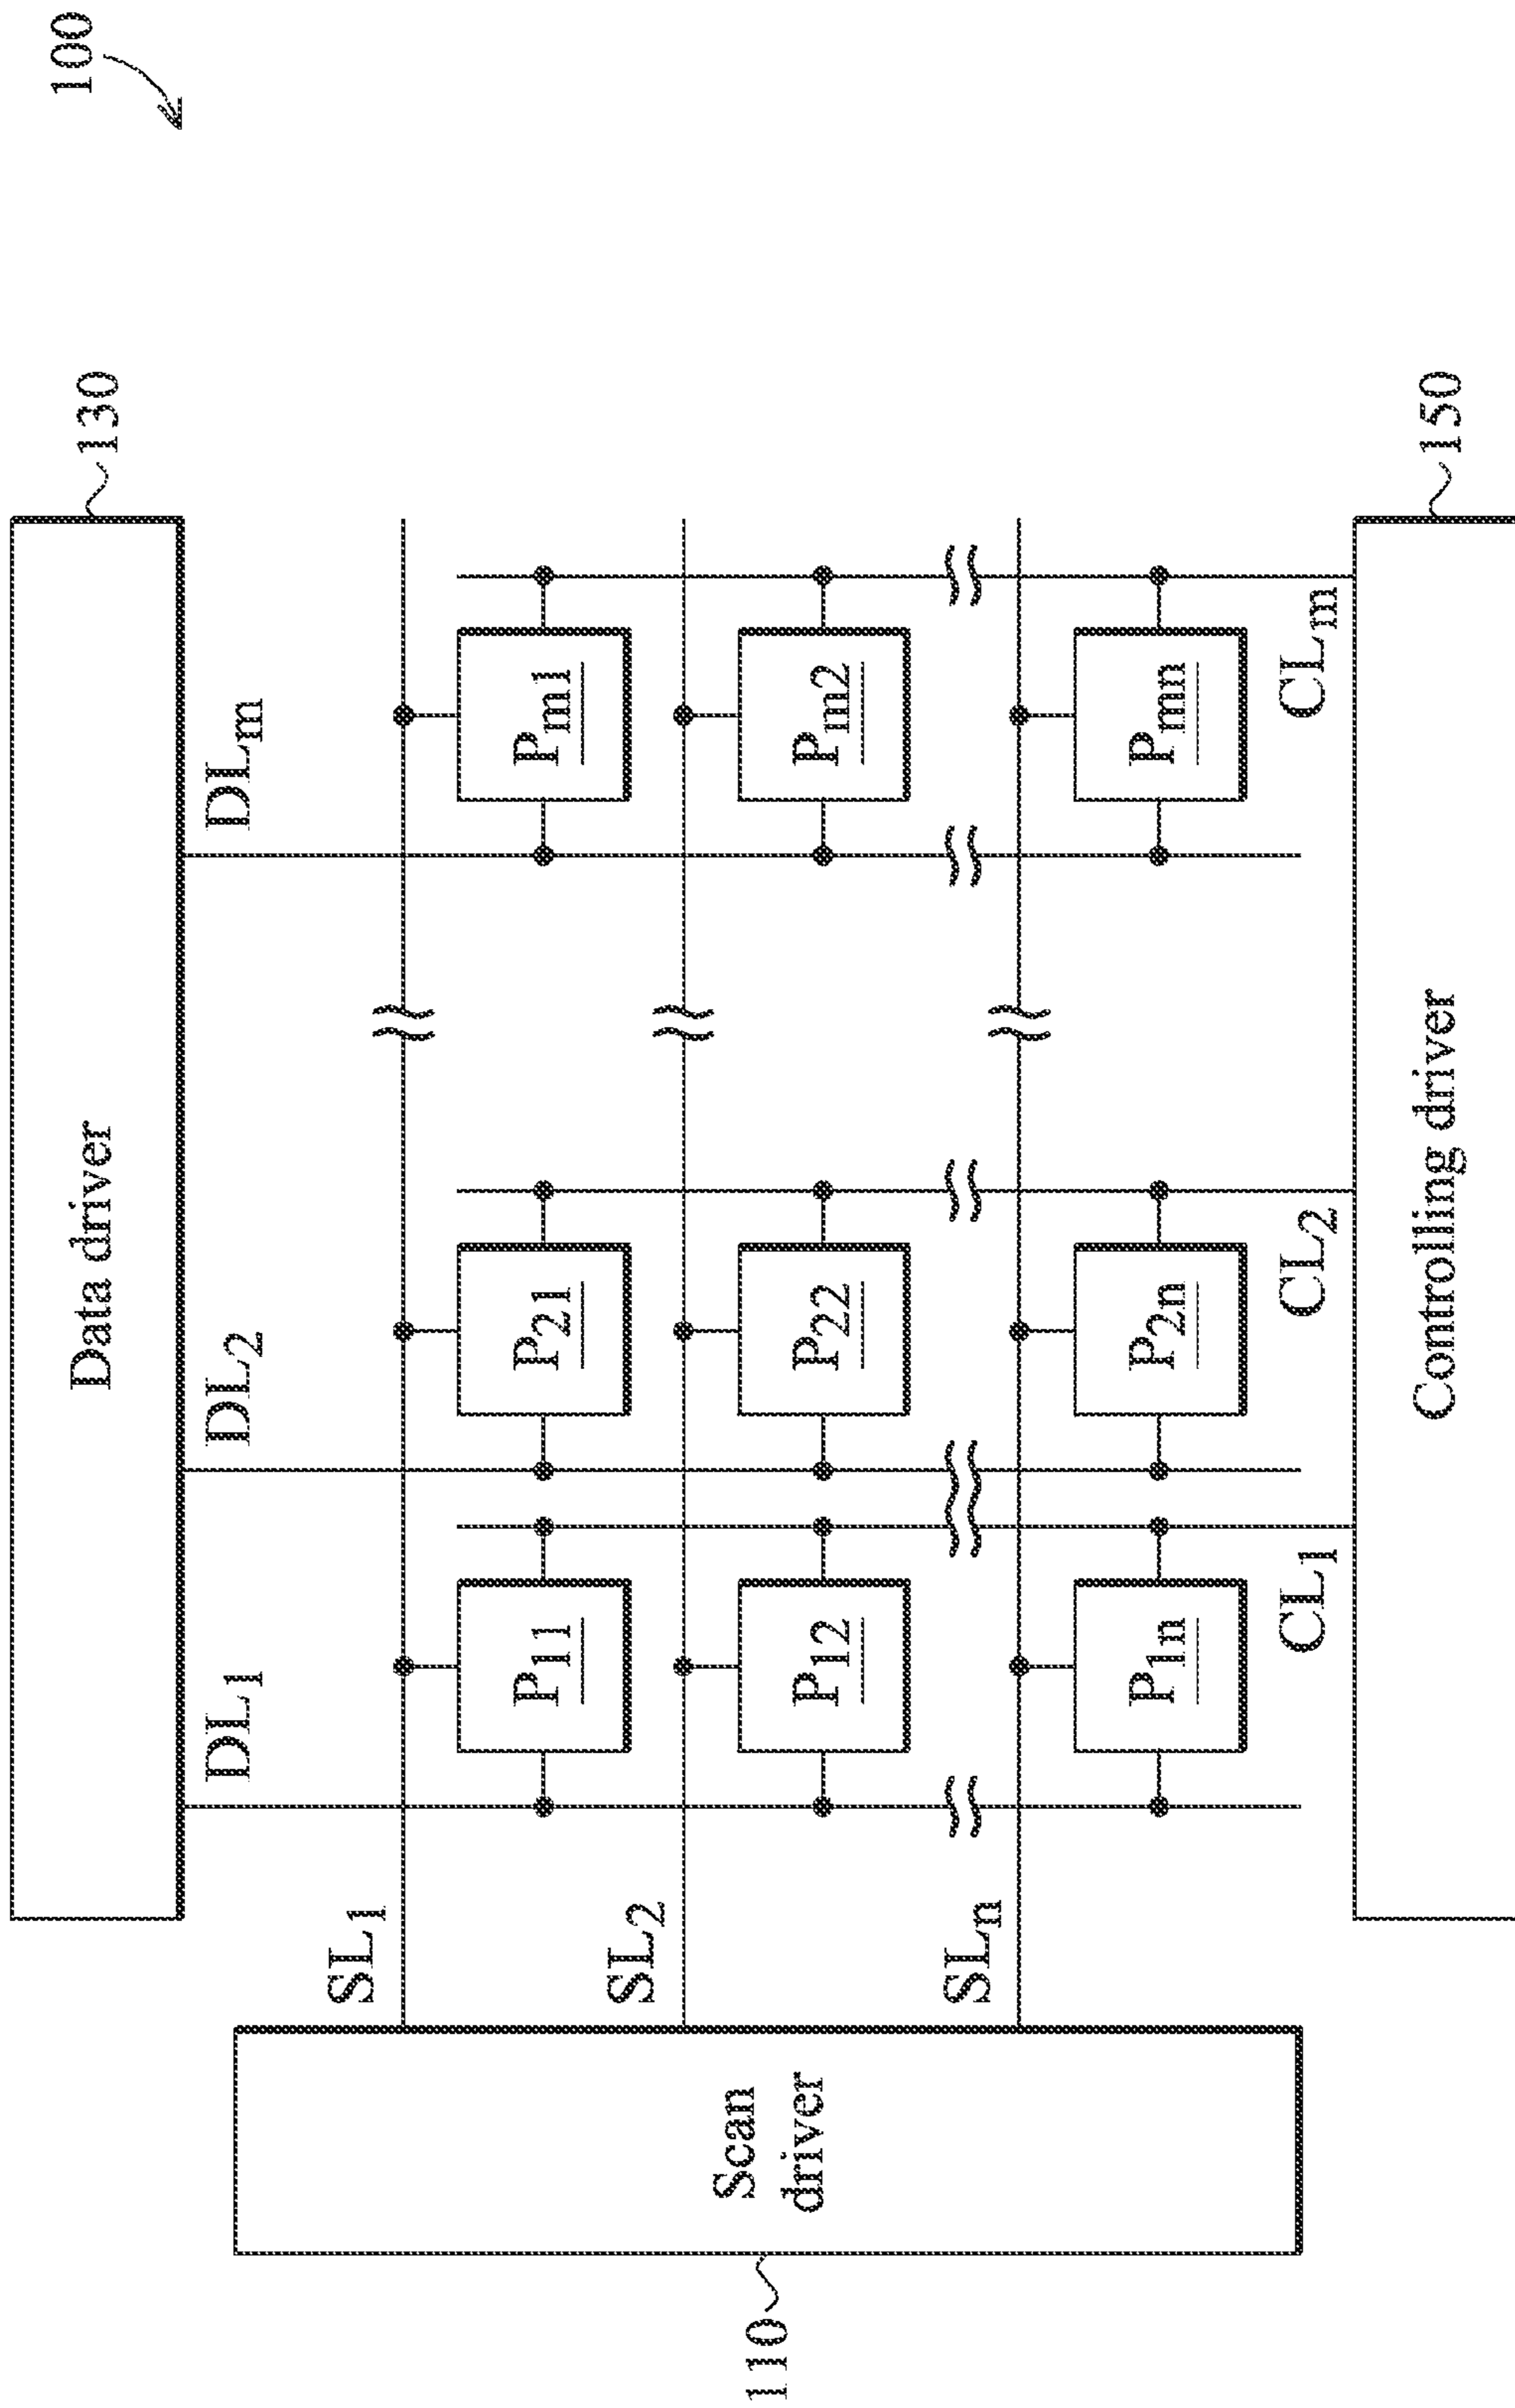 100
130
Data driver
DL1
DL2
DLm
SL1
P11
P21
Pm1
SL2
P12
P22
Pm2
Scan
driver
110
SLn
P1n
P2n
Pmn
CL1
CL2
CLm
150
Controlling driver